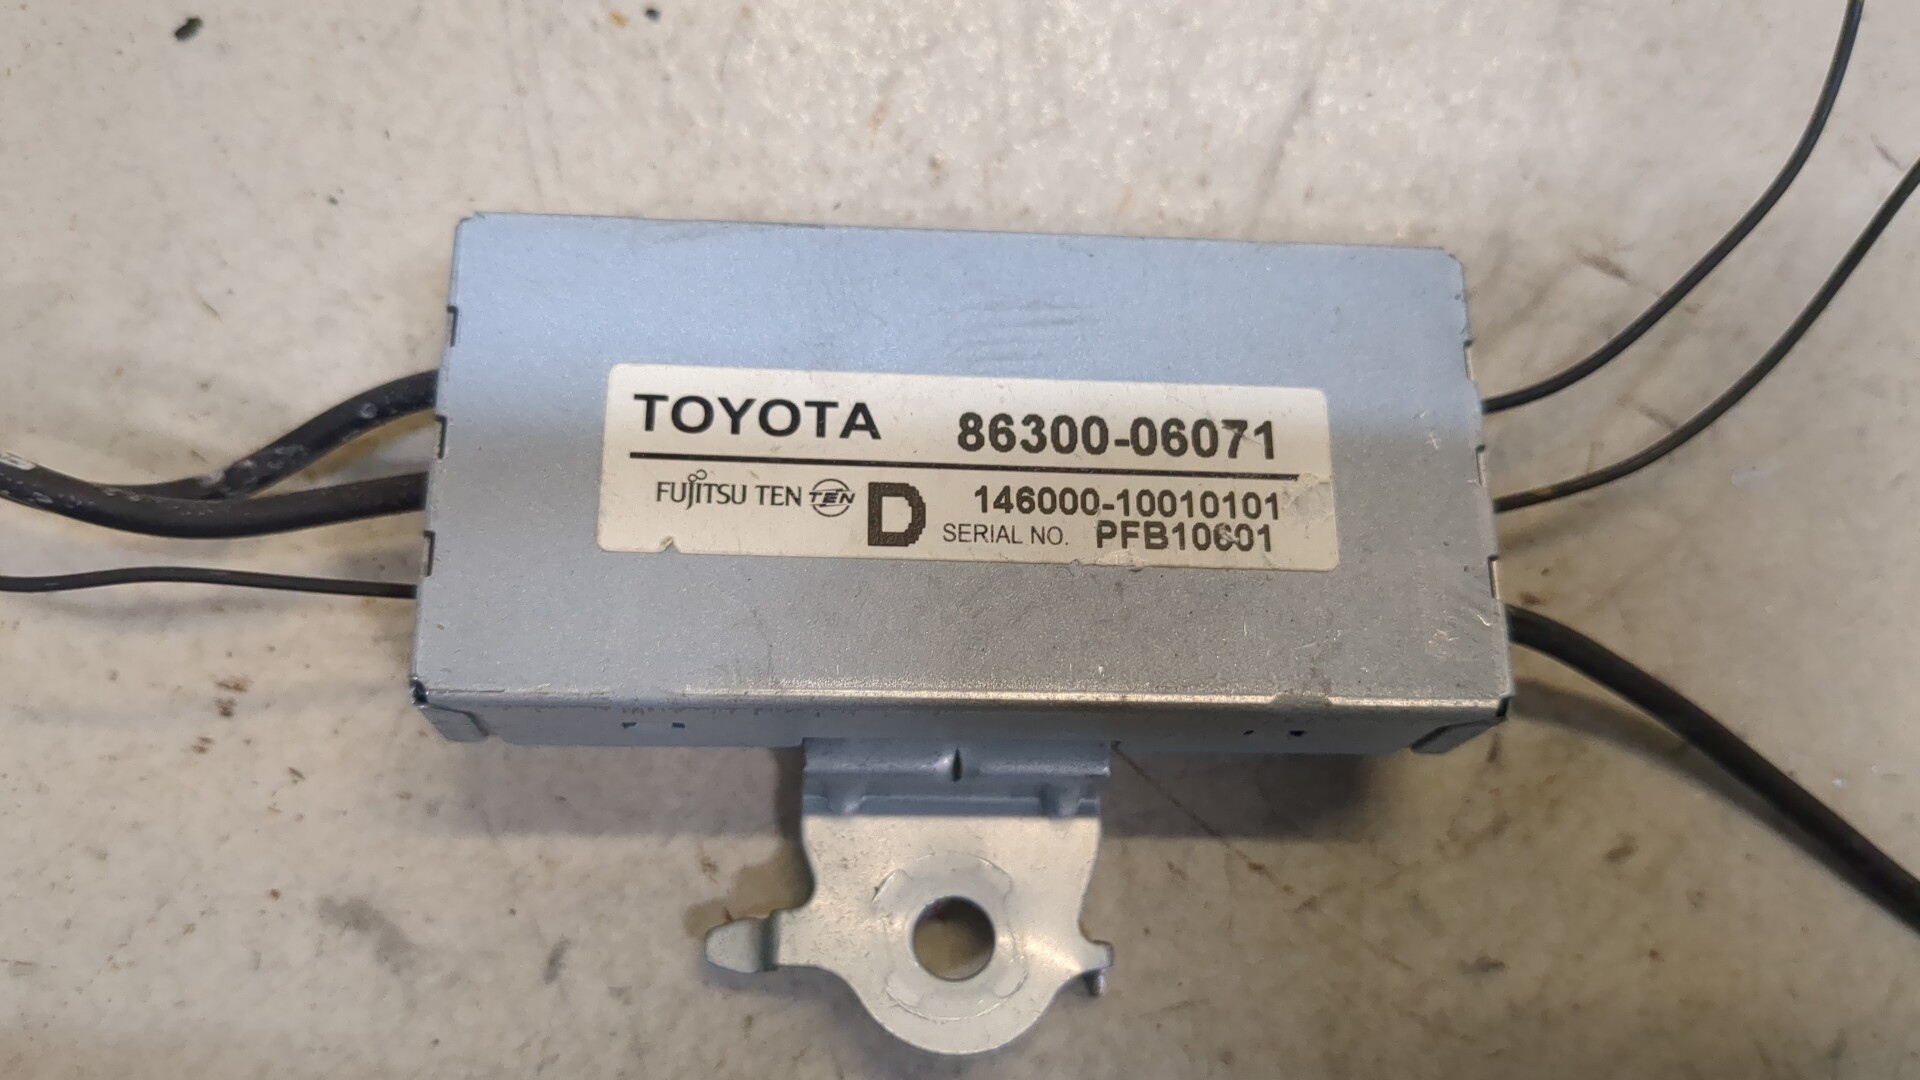 TOYOTA 86300-06071
FUJITSU TEN TEN D 146000-10010101
SERIAL NO. PFB10601